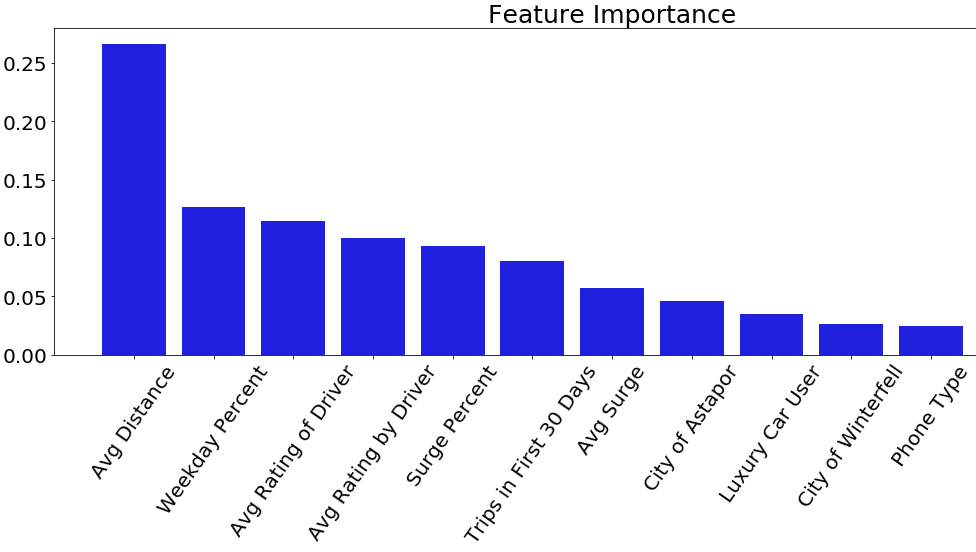 Feature Importance
0.25
0.20
0.15
0.10
0.05
0.00
Avg Distance
Weekday Percent
Avg Rating of Driver
Avg Rating by Driver
Surge Percent
Trips in First 30 Days
Avg Surge
City of Astapor
Luxury Car User
City of Winterfell
Phone Type